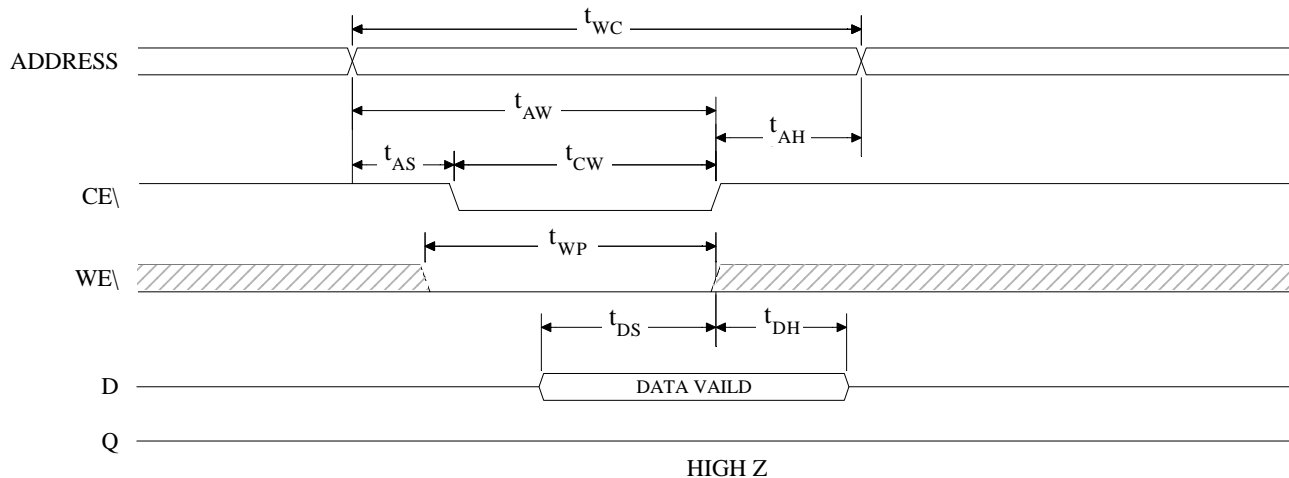 tWC
ADDRESS
tAW
tAH
tAS
tCW
CE\
tWP
WE\
tDS
tDH
D
DATA VAILD
Q
HIGH Z